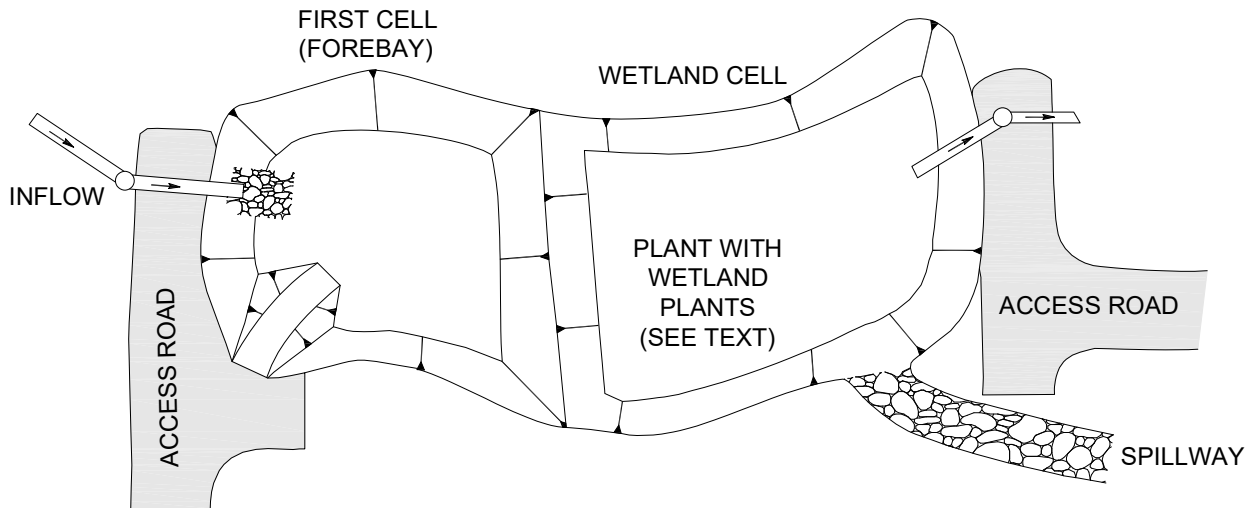 FIRST CELL
(FOREBAY)
WETLAND CELL
INFLOW
PLANT WITH
WETLAND
PLANTS
(SEE TEXT)
ACCESS ROAD
ACCESS ROAD
SPILLWAY